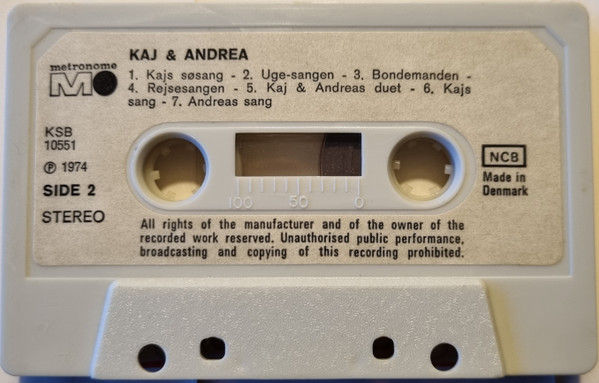 KAJ & ANDREA
metronome
M
1. Kajs søsang - 2. Uge-sangen - 3. Bondemanden -
4. Rejsesangen - 5. Kaj & Andreas duet - 6. Kajs
sang - 7. Andreas sang
KSB
10551
℗ 1974
SIDE 2
STEREO
NCB
Made in
Denmark
100 50 0
All rights of the manufacturer and of the owner of the
recorded work reserved. Unauthorised public performance,
broadcasting and copying of this recording prohibited.